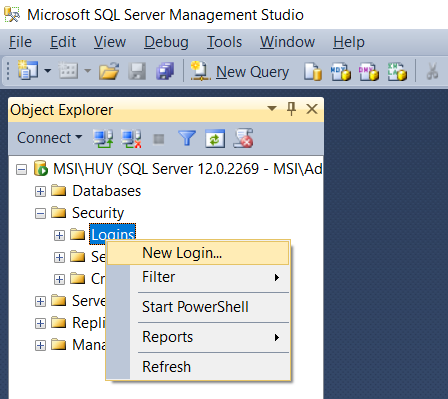 Microsoft SQL Server Management Studio
File Edit View Debug Tools Window Help
New Query
Object Explorer
Connect
MSI\HUY (SQL Server 12.0.2269 - MSI\Ad
Databases
Security
Logins
New Login...
Se
Filter
Cr
Start PowerShell
Serve
Repli
Reports
Mana
Refresh